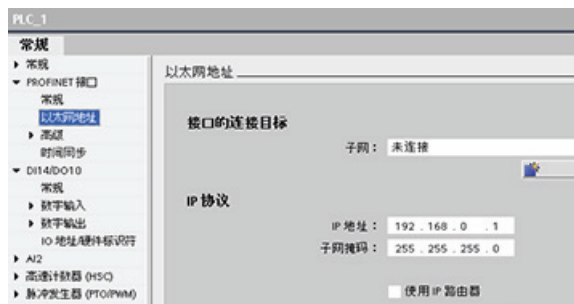 PLC_1
常规
常规
PROFINET 接口
常规
以太网地址
高级
时间同步
DI14/DO10
常规
数字输入
数字输出
IO 地址/硬件标识符
AI2
高速计数器 (HSC)
脉冲发生器 (PTO/PWM)
以太网地址
接口的连接目标
子网： 未连接
IP 协议
IP 地址： 192 . 168 . 0 . 1
子网掩码： 255 . 255 . 255 . 0
使用 IP 路由器